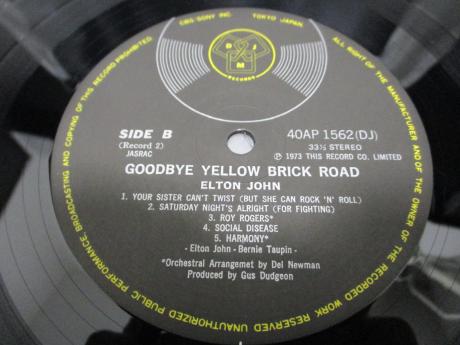 CBS/SONY INC. TOKYO JAPAN
ALL RIGHT OF THE MANUFACTURER AND OF THE OWNER OF THE RECORDED WORK RESERVED UNAUTHORIZED PUBLIC PERFORMANCE, BROADCASTING AND COPYING OF THIS RECORD PROHIBITED
DJM
RECORDS
SIDE B
(Record 2)
JASRAC
40AP 1562(DJ)
33⅓ STEREO
Ⓟ 1973 THIS RECORD CO. LIMITED
GOODBYE YELLOW BRICK ROAD
ELTON JOHN
1. YOUR SISTER CAN'T TWIST (BUT SHE CAN ROCK 'N' ROLL)
2. SATURDAY NIGHT'S ALRIGHT (FOR FIGHTING)
3. ROY ROGERS*
4. SOCIAL DISEASE
5. HARMONY*
- Elton John - Bernie Taupin -
*Orchestral Arrangemet by Del Newman
Produced by Gus Dudgeon